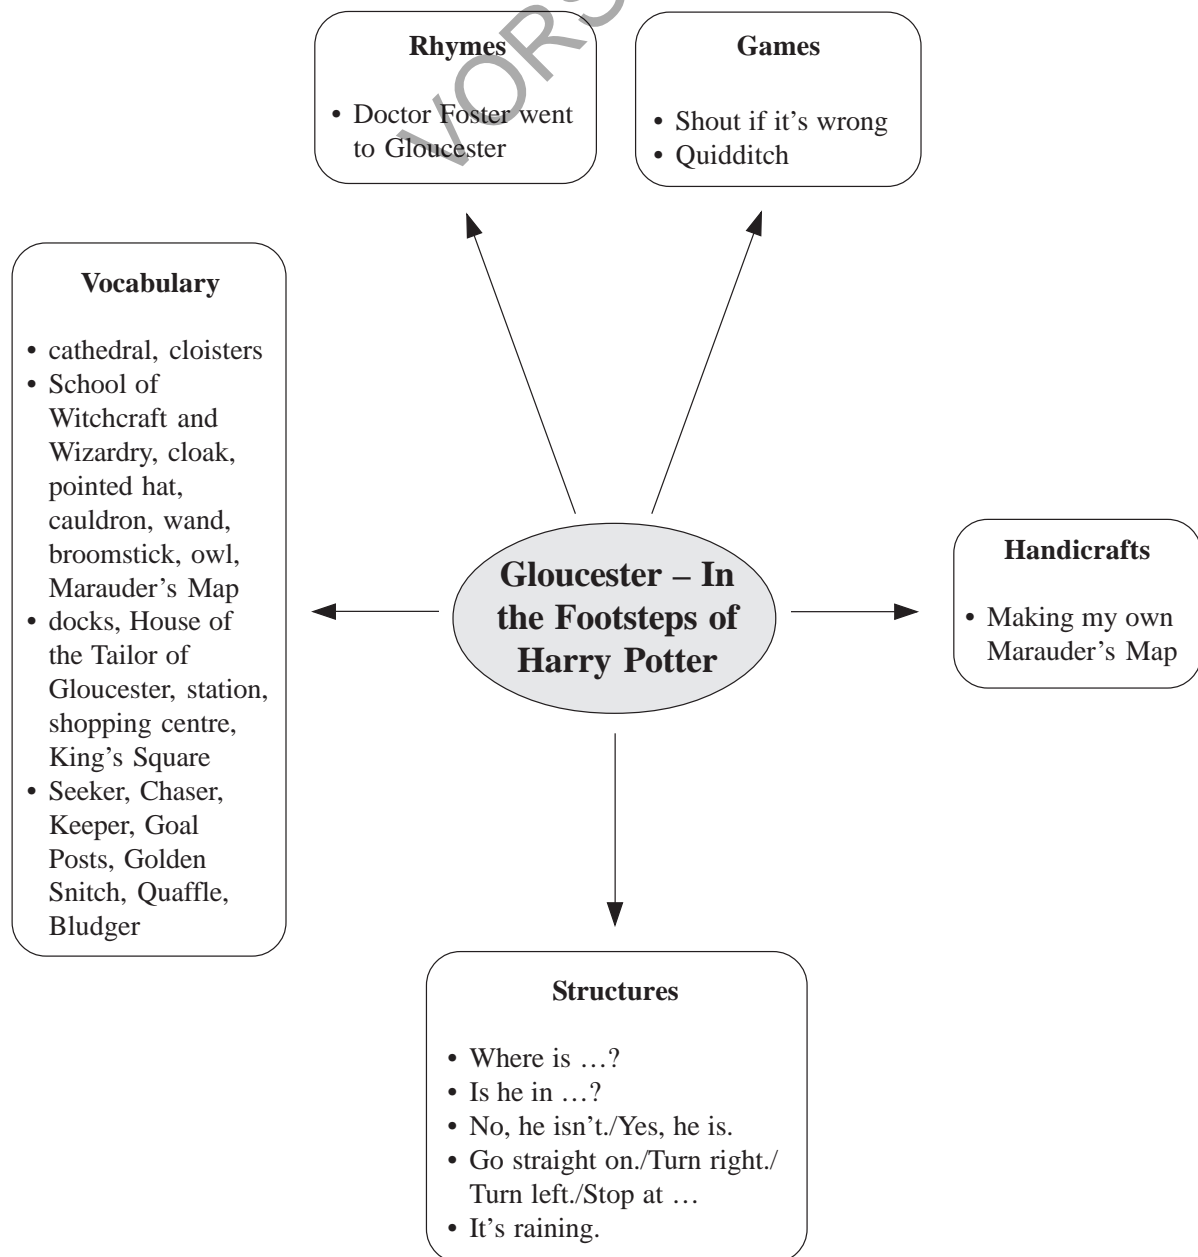 VORS
Rhymes
• Doctor Foster went
to Gloucester
Games
• Shout if it's wrong
• Quidditch
Vocabulary
• cathedral, cloisters
• School of
Witchcraft and
Wizardry, cloak,
pointed hat,
cauldron, wand,
broomstick, owl,
Marauder’s Map
• docks, House of
the Tailor of
Gloucester, station,
shopping centre,
King’s Square
• Seeker, Chaser,
Keeper, Goal
Posts, Golden
Snitch, Quaffle,
Bludger
Gloucester – In
the Footsteps of
Harry Potter
Handicrafts
• Making my own
Marauder’s Map
Structures
• Where is …?
• Is he in …?
• No, he isn’t./Yes, he is.
• Go straight on./Turn right./
Turn left./Stop at …
• It’s raining.